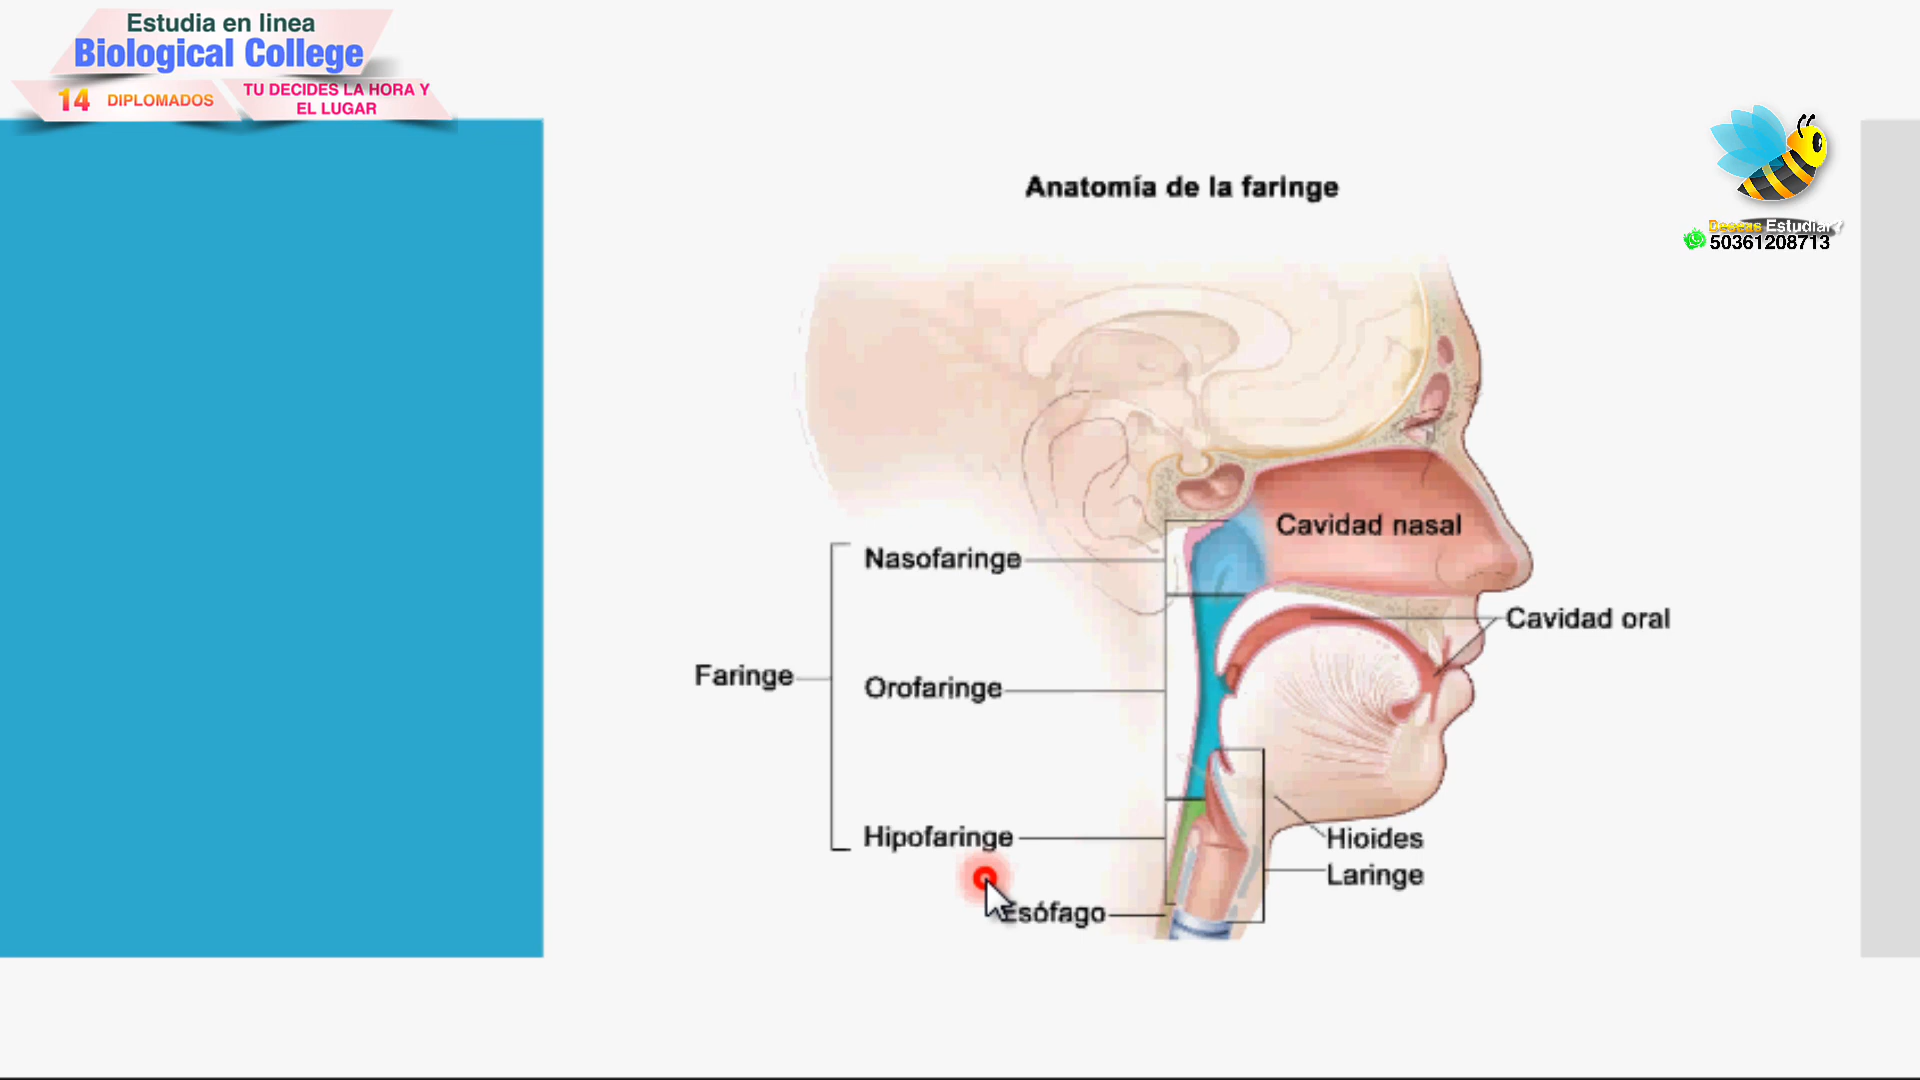 Estudia en linea
Biological College
14 DIPLOMADOS
TU DECIDES LA HORA Y
EL LUGAR
Deseas Estudiar?
50361208713
Anatomía de la faringe
Cavidad nasal
Nasofaringe
Cavidad oral
Faringe
Orofaringe
Hipofaringe
Hioides
Laringe
Esófago